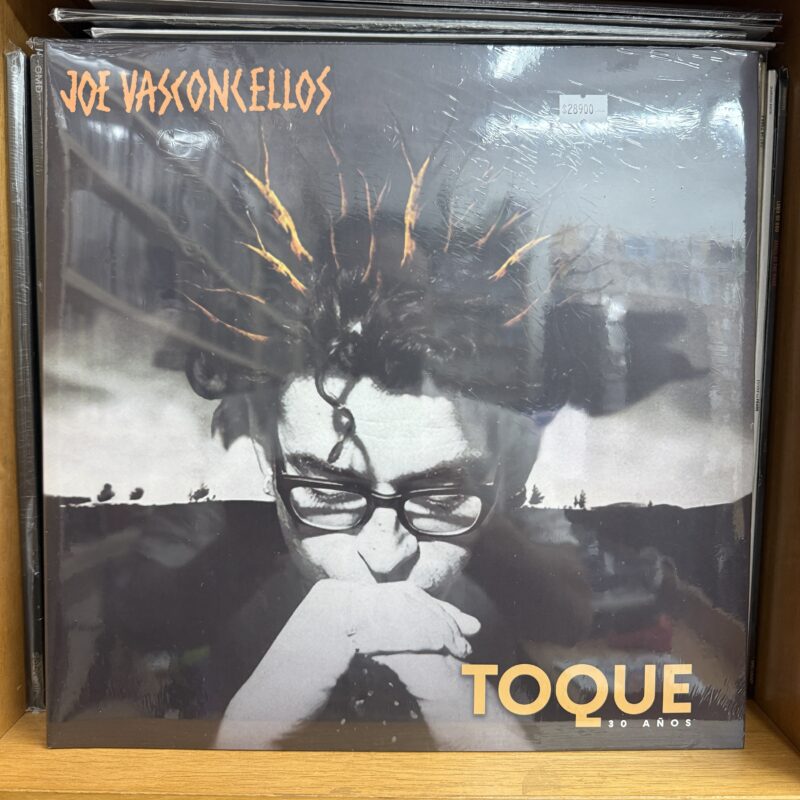 JOE VASCONCELLOS
$28900
TOQUE
30 AÑOS